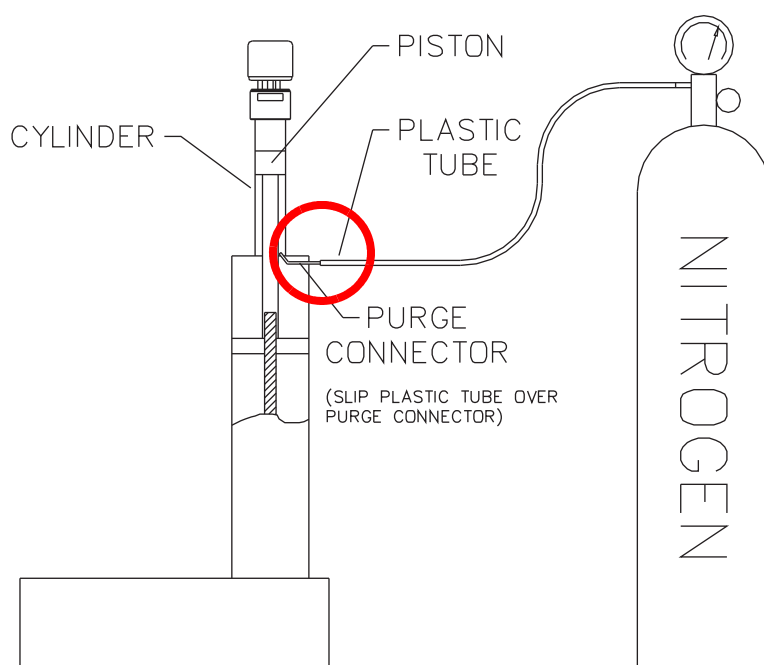 PISTON
CYLINDER
PLASTIC
TUBE
PURGE
CONNECTOR
(SLIP PLASTIC TUBE OVER
PURGE CONNECTOR)
NITROGEN